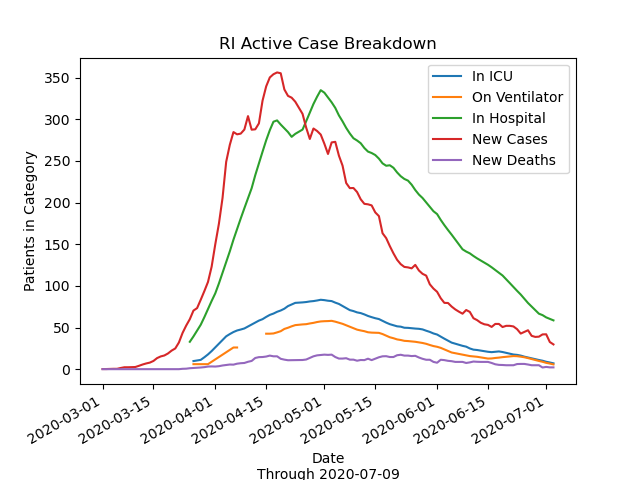 RI Active Case Breakdown
350
300
250
200
150
100
50
0
Patients in Category
In ICU
On Ventilator
In Hospital
New Cases
New Deaths
2020-03-01
2020-03-15
2020-04-01
2020-04-15
2020-05-01
2020-05-15
2020-06-01
2020-06-15
2020-07-01
Date
Through 2020-07-09